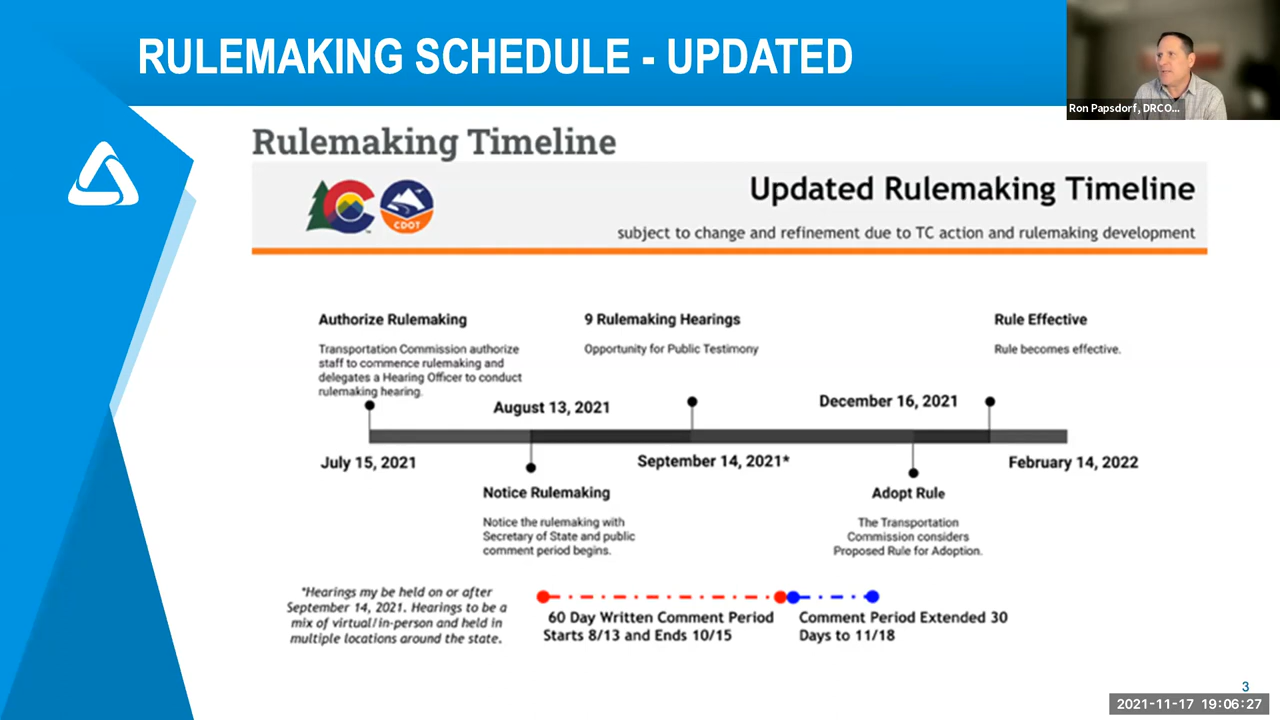 RULEMAKING SCHEDULE - UPDATED
Ron Papsdorf, DRCO...
Rulemaking Timeline
CDOT
Updated Rulemaking Timeline
subject to change and refinement due to TC action and rulemaking development
Authorize Rulemaking
Transportation Commission authorize
staff to commence rulemaking and
delegates a Hearing Officer to conduct
rulemaking hearing.
9 Rulemaking Hearings
Opportunity for Public Testimony
Rule Effective
Rule becomes effective.
August 13, 2021
December 16, 2021
July 15, 2021
September 14, 2021*
February 14, 2022
Notice Rulemaking
Notice the rulemaking with
Secretary of State and public
comment period begins.
Adopt Rule
The Transportation
Commission considers
Proposed Rule for Adoption.
*Hearings my be held on or after
September 14, 2021. Hearings to be a
mix of virtual/in-person and held in
multiple locations around the state.
60 Day Written Comment Period
Starts 8/13 and Ends 10/15
Comment Period Extended 30
Days to 11/18
3
2021-11-17 19:06:27